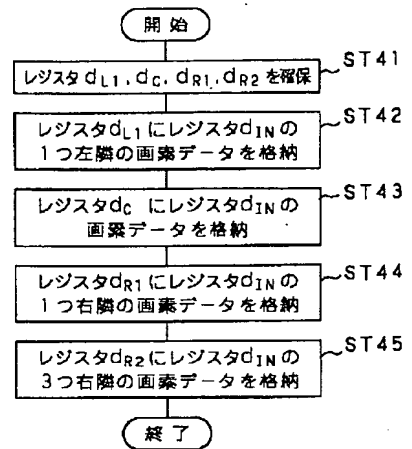 開始
レジスタdL1,dC,dR1,dR2を確保
ST41
レジスタdL1にレジスタdINの
1つ左隣の画素データを格納
ST42
レジスタdCにレジスタdINの
画素データを格納
ST43
レジスタdR1にレジスタdINの
1つ右隣の画素データを格納
ST44
レジスタdR2にレジスタdINの
3つ右隣の画素データを格納
ST45
終了